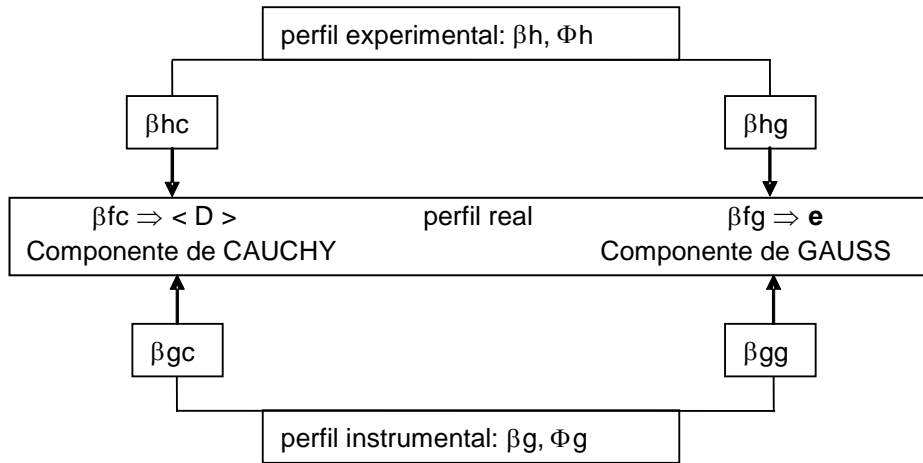 perfil experimental: βh, Φh
βhc
βhg
βfc ⇒ < D > perfil real βfg ⇒ e
Componente de CAUCHY Componente de GAUSS
βgc
βgg
perfil instrumental: βg, Φg